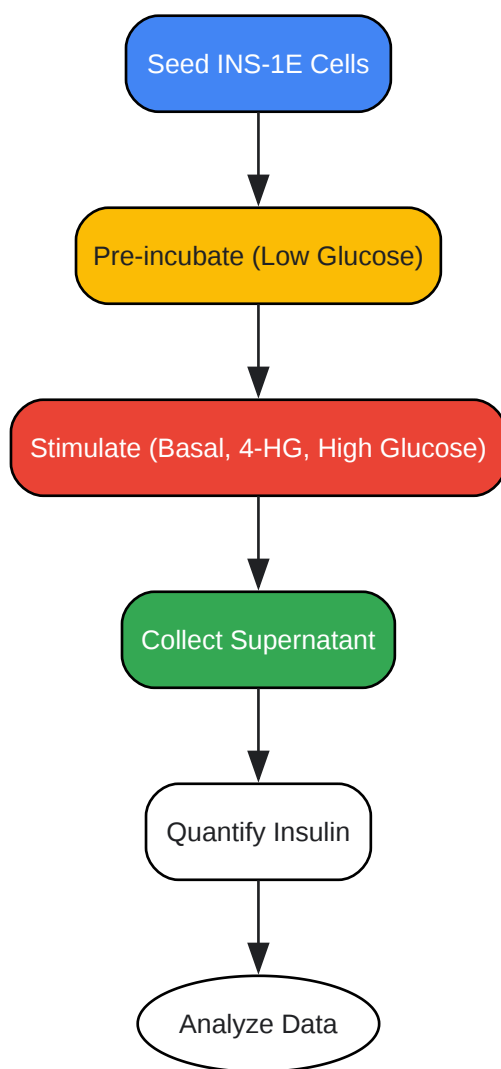 Seed INS-1E Cells
Pre-incubate (Low Glucose)
Stimulate (Basal, 4-HG, High Glucose)
Collect Supernatant
Quantify Insulin
Analyze Data